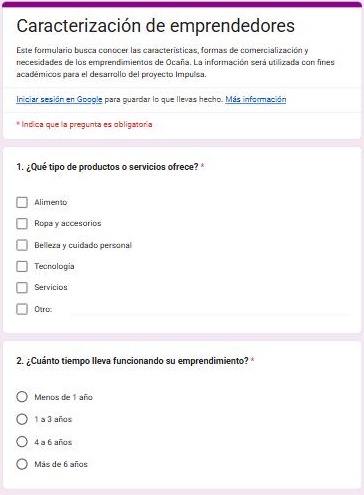 Caracterización de emprendedores
Este formulario busca conocer las características, formas de comercialización y
necesidades de los emprendimientos de Ocaña. La información será utilizada con fines
académicos para el desarrollo del proyecto Impulsa.
Iniciar sesión en Google para guardar lo que llevas hecho. Más información
* Indica que la pregunta es obligatoria
1. ¿Qué tipo de productos o servicios ofrece? *
Alimento
Ropa y accesorios
Belleza y cuidado personal
Tecnología
Servicios
Otro:
2. ¿Cuánto tiempo lleva funcionando su emprendimiento? *
Menos de 1 año
1 a 3 años
4 a 6 años
Más de 6 años